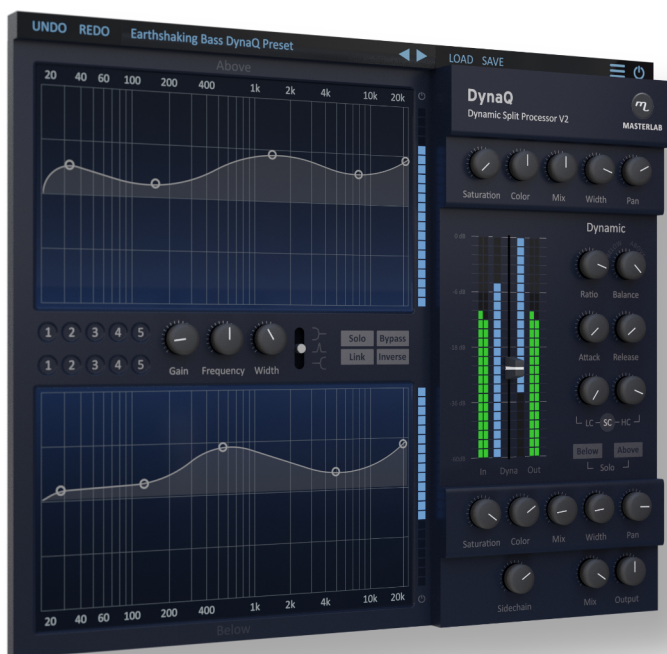 UNDO REDO Earthshaking Bass DynaQ Preset LOAD SAVE
Above
20 40 60 100 200 400 1k 2k 4k 10k 20k
DynaQ
Dynamic Split Processor V2
MASTERLAB
Saturation Color Mix Width Pan
0 dB
Dynamic
Ratio Balance
Attack Release
LC SC HC
Below Above
Solo
In Dyna Out
1 2 3 4 5
1 2 3 4 5
Gain Frequency Width
Solo Bypass
Link Inverse
Saturation Color Mix Width Pan
Sidechain Mix Output
20 40 60 100 200 400 1k 2k 4k 10k 20k
Below